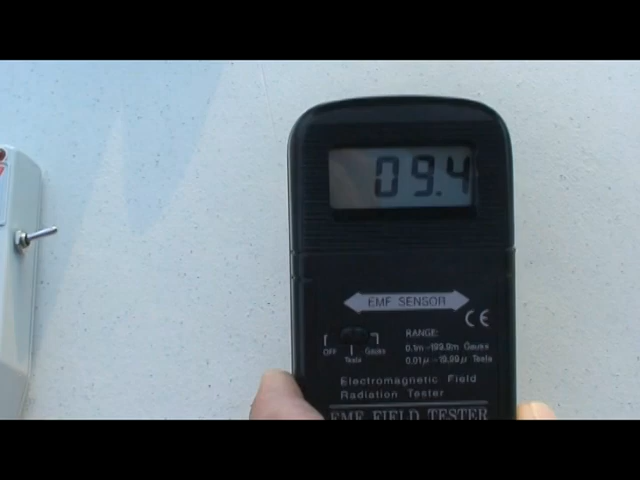 09.4
EMF SENSOR
CE
RANGE:
0.1m-199.9m Gauss
0.01µ-19.99µ Tesla
OFF Tesla Gauss
Electromagnetic Field
Radiation Tester
EMF FIELD TESTER